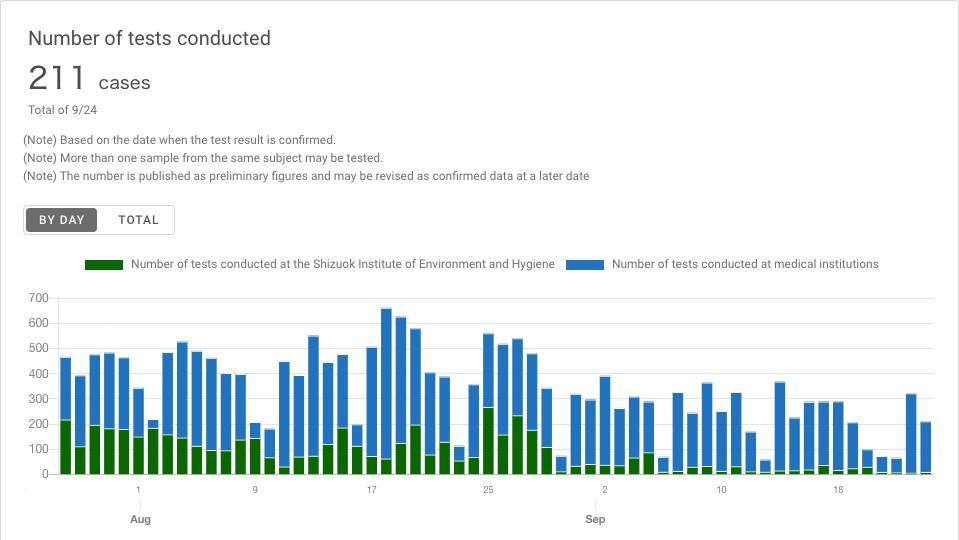 Number of tests conducted
211 cases
Total of 9/24
(Note) Based on the date when the test result is confirmed.
(Note) More than one sample from the same subject may be tested.
(Note) The number is published as preliminary figures and may be revised as confirmed data at a later date
BY DAY TOTAL
Number of tests conducted at the Shizuok Institute of Environment and Hygiene Number of tests conducted at medical institutions
700
600
500
400
300
200
100
0
1 9 17 25 2 10 18
Aug Sep